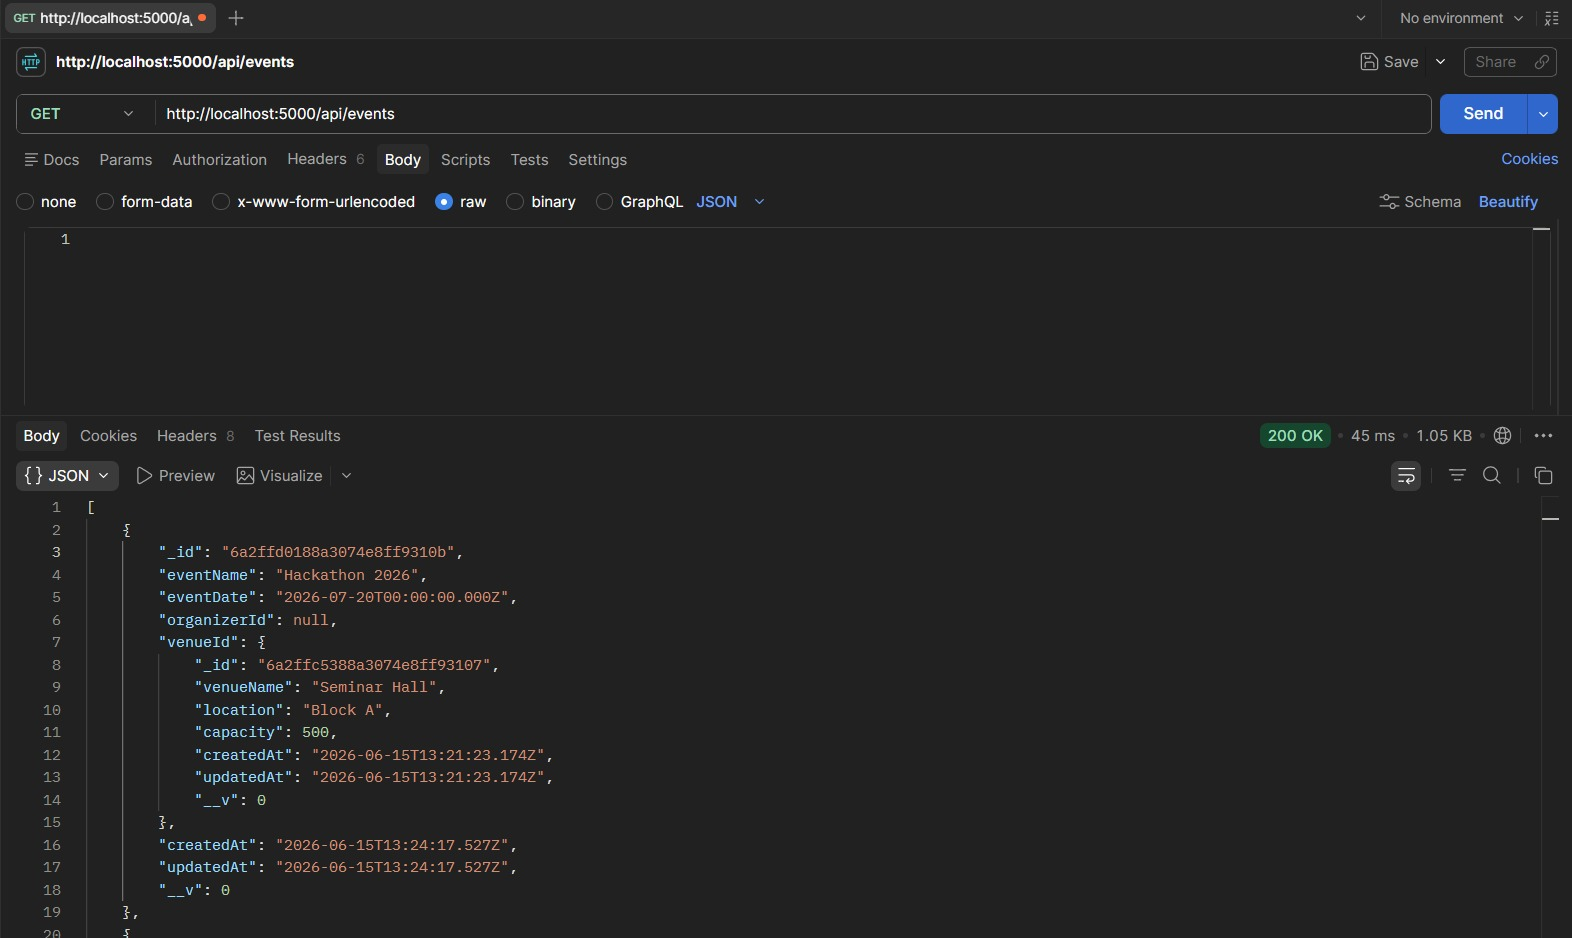 GET http://localhost:5000/a
No environment
HTTP http://localhost:5000/api/events
Save
Share
GET http://localhost:5000/api/events
Send
Docs Params Authorization Headers 6 Body Scripts Tests Settings
Cookies
none form-data x-www-form-urlencoded raw binary GraphQL JSON
Schema Beautify
1
Body Cookies Headers 8 Test Results
200 OK • 45 ms • 1.05 KB •
{} JSON Preview Visualize
1 [
2 {
3 "_id": "6a2ffd0188a3074e8ff9310b",
4 "eventName": "Hackathon 2026",
5 "eventDate": "2026-07-20T00:00:00.000Z",
6 "organizerId": null,
7 "venueId": {
8 "_id": "6a2ffc5388a3074e8ff93107",
9 "venueName": "Seminar Hall",
10 "location": "Block A",
11 "capacity": 500,
12 "createdAt": "2026-06-15T13:21:23.174Z",
13 "updatedAt": "2026-06-15T13:21:23.174Z",
14 "__v": 0
15 },
16 "createdAt": "2026-06-15T13:24:17.527Z",
17 "updatedAt": "2026-06-15T13:24:17.527Z",
18 "__v": 0
19 },
20 {